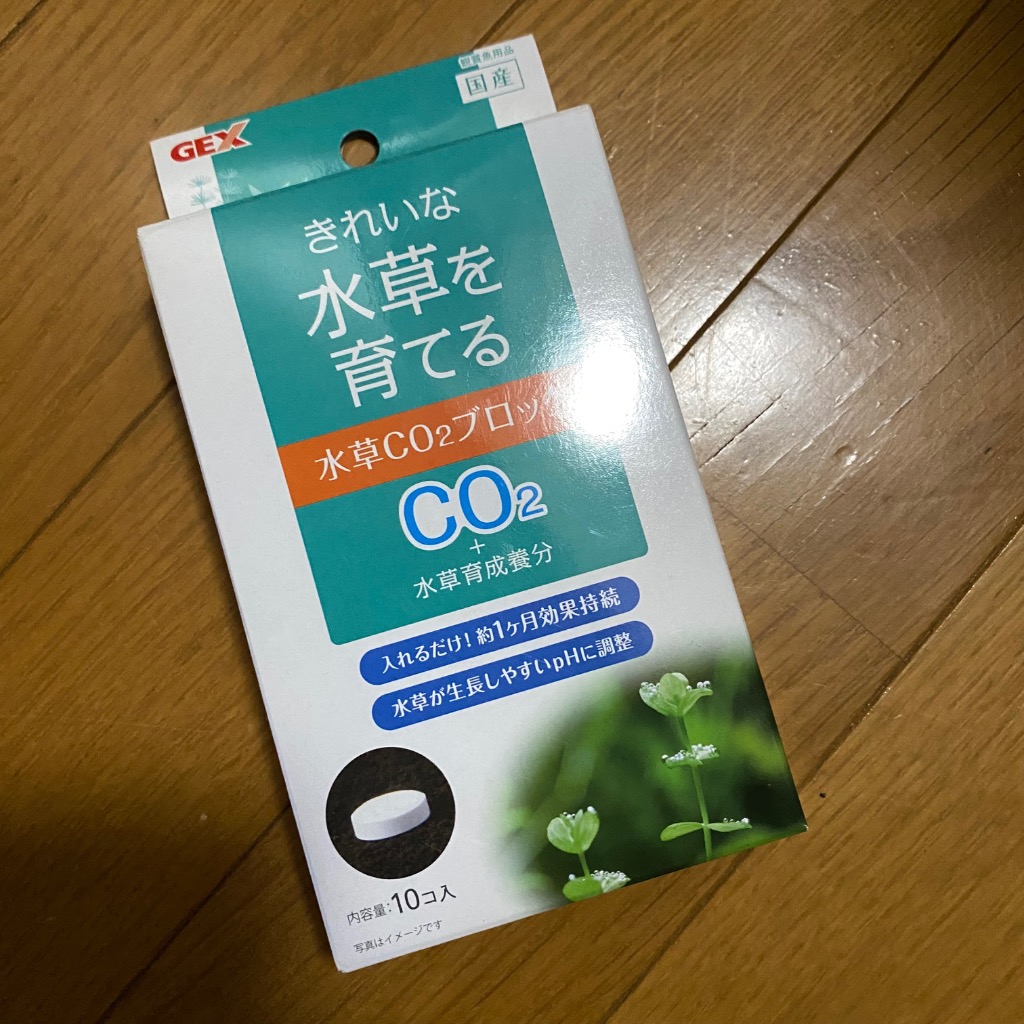 観賞魚用品
国産
GEX
きれいな
水草を
育てる
水草CO2ブロッ
CO2
+
水草育成養分
入れるだけ!約1ヶ月効果持続
水草が生長しやすいpHに調整
内容量:10コ入
写真はイメージです